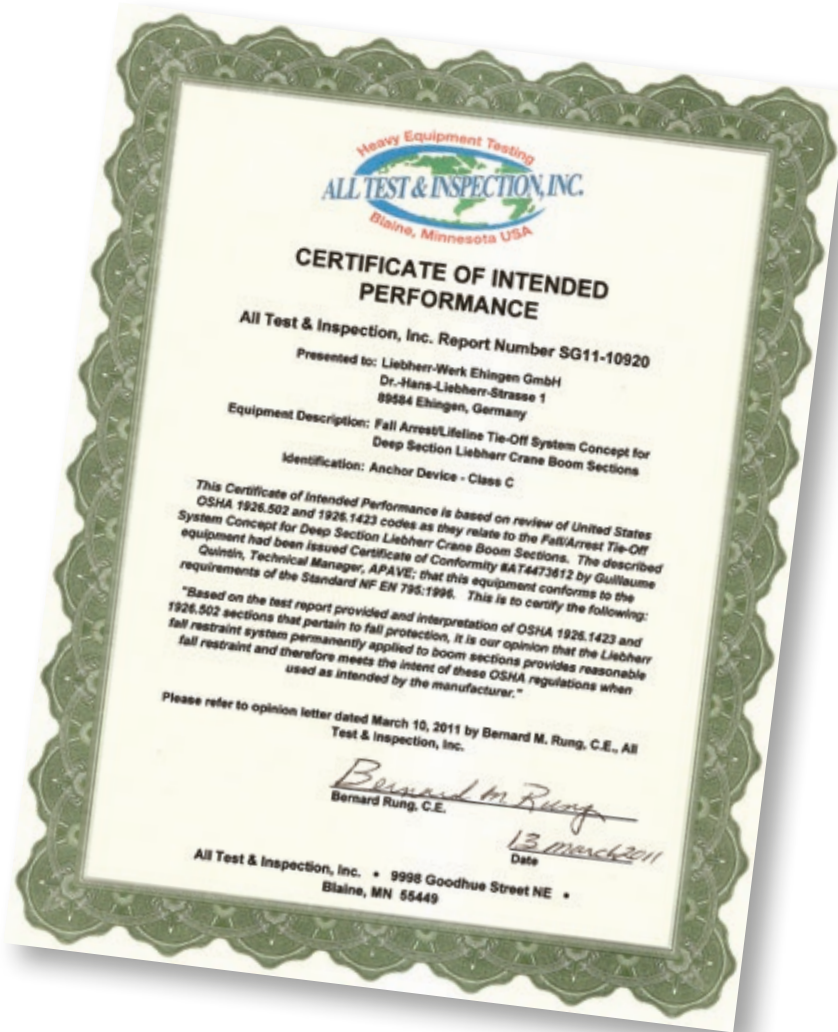 Heavy Equipment Testing
ALL TEST & INSPECTION, INC.
Blaine, Minnesota USA
CERTIFICATE OF INTENDED
PERFORMANCE
All Test & Inspection, Inc. Report Number SG11-10920
Presented to: Liebherr-Werk Ehingen GmbH
Dr.-Hans-Liebherr-Strasse 1
89584 Ehingen, Germany
Equipment Description: Fall Arrest/Lifeline Tie-Off System Concept for
Deep Section Liebherr Crane Boom Sections
Identification: Anchor Device - Class C
This Certificate of Intended Performance is based on review of United States
OSHA 1926.502 and 1926.1423 codes as they relate to the Fall/Arrest Tie-Off
System Concept for Deep Section Liebherr Crane Boom Sections. The described
equipment had been issued Certificate of Conformity #AT4473612 by Guillaume
Quintin, Technical Manager, APAVE; that this equipment conforms to the
requirements of the Standard NF EN 795:1996. This is to certify the following:
"Based on the test report provided and interpretation of OSHA 1926.1423 and
1926.502 sections that pertain to fall protection, it is our opinion that the Liebherr
fall restraint system permanently applied to boom sections provides reasonable
fall restraint and therefore meets the intent of these OSHA regulations when
used as intended by the manufacturer."
Please refer to opinion letter dated March 10, 2011 by Bernard M. Rung, C.E., All
Test & Inspection, Inc.
Bernard M Rung
Bernard Rung, C.E.
13 march 2011
Date
All Test & Inspection, Inc. • 9998 Goodhue Street NE •
Blaine, MN 55449